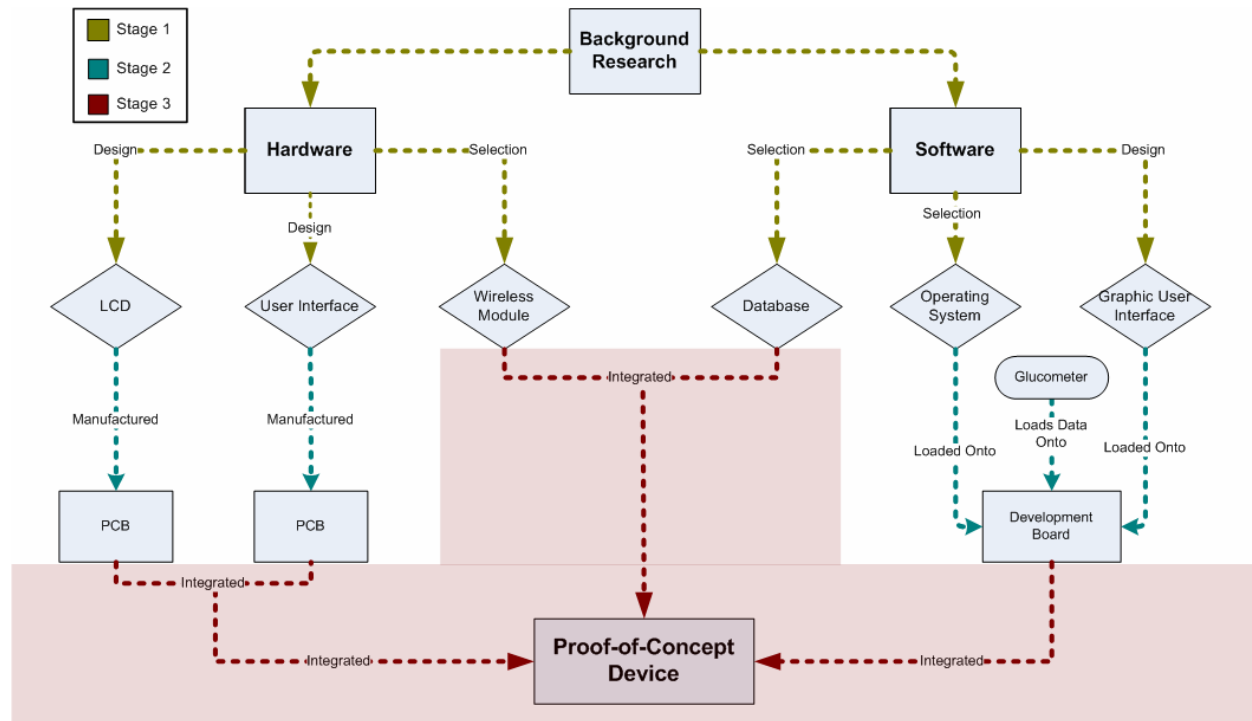 Stage 1
Stage 2
Stage 3
Background
Research
Hardware
Software
Design
Selection
Selection
Design
Design
Selection
LCD
User Interface
Wireless
Module
Database
Operating
System
Graphic User
Interface
Integrated
Glucometer
Manufactured
Manufactured
Loads Data
Onto
Loaded Onto
Loaded Onto
PCB
PCB
Development
Board
Integrated
Proof-of-Concept
Device
Integrated
Integrated